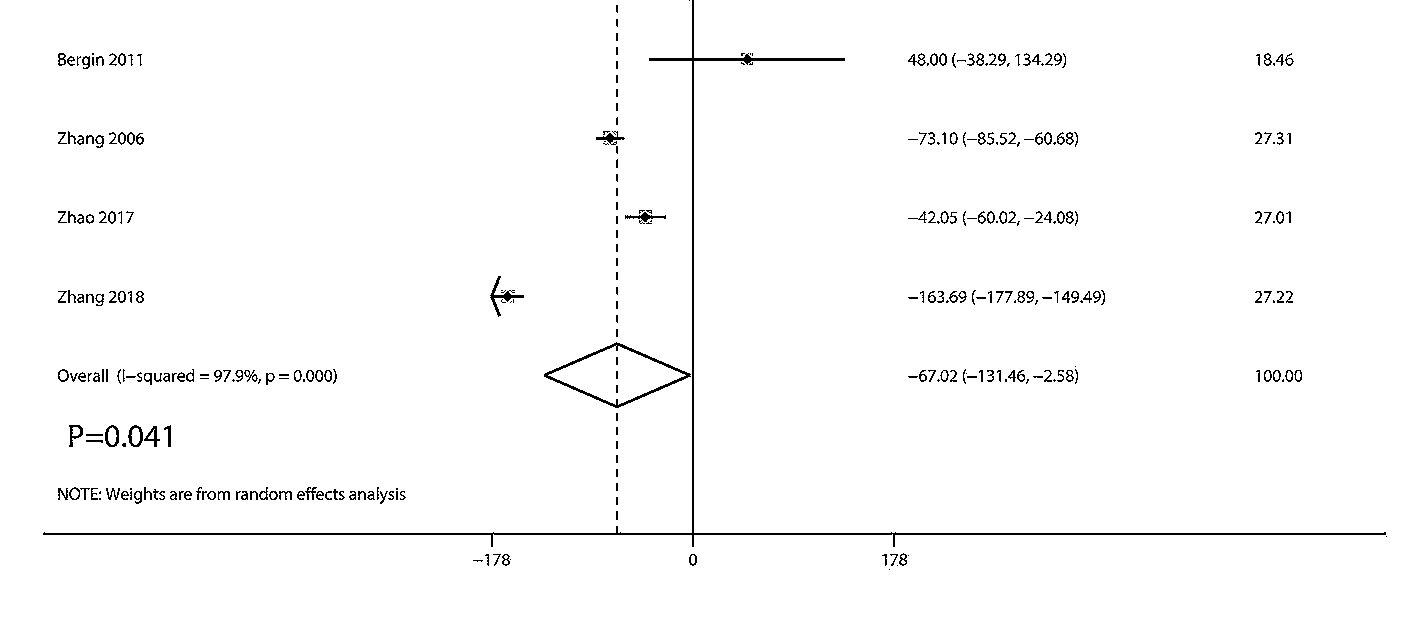 Bergin 2011 48.00 (−38.29, 134.29) 18.46
Zhang 2006 −73.10 (−85.52, −60.68) 27.31
Zhao 2017 −42.05 (−60.02, −24.08) 27.01
Zhang 2018 −163.69 (−177.89, −149.49) 27.22
Overall (I−squared = 97.9%, p = 0.000) −67.02 (−131.46, −2.58) 100.00
P=0.041
NOTE: Weights are from random effects analysis
−178 0 178